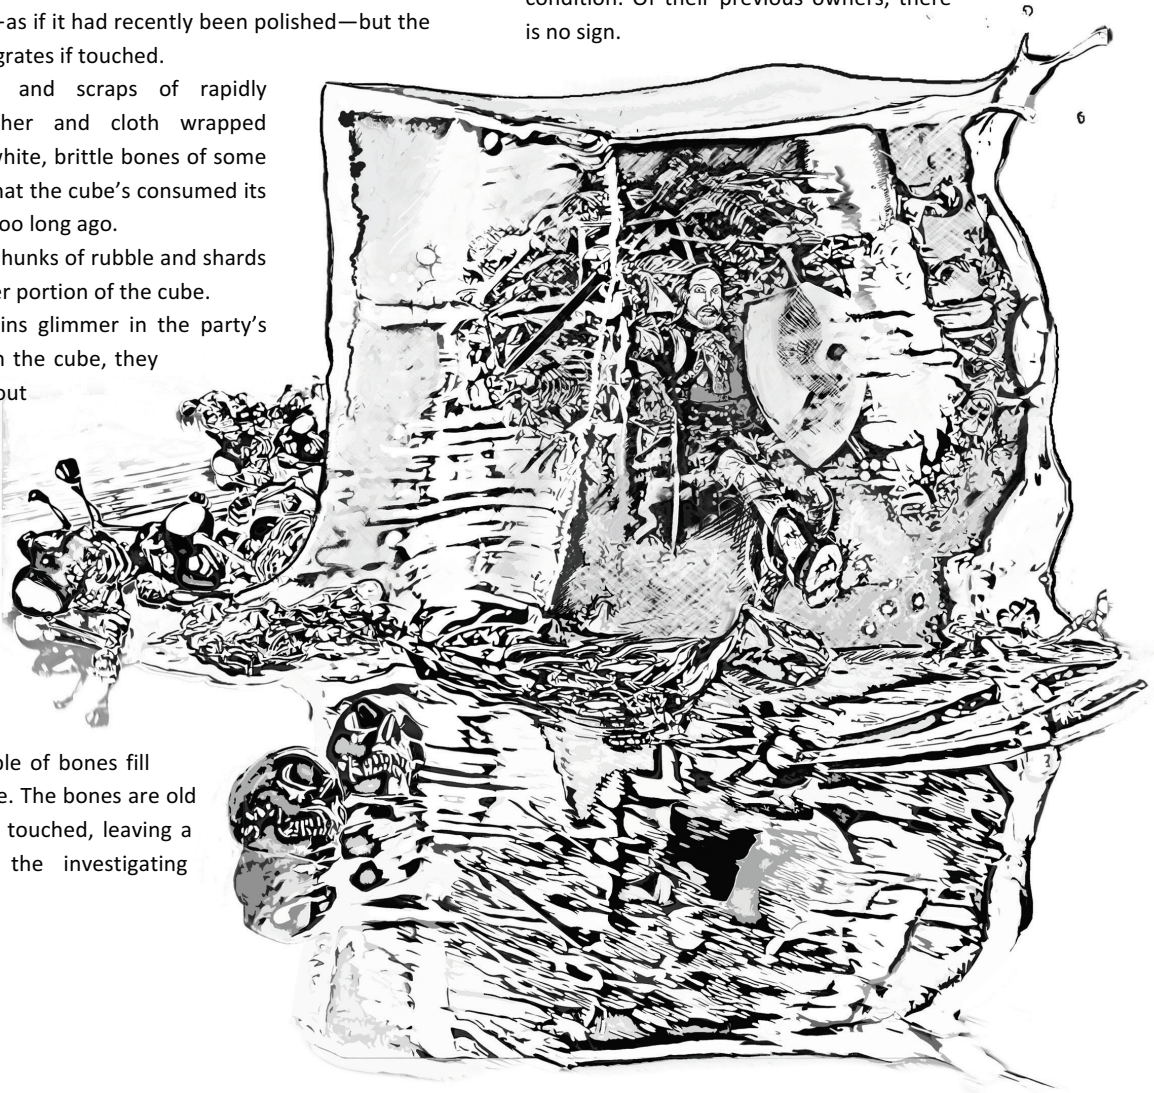 -as if it had recently been polished—but the
grates if touched.
and scraps of rapidly
her and cloth wrapped
white, brittle bones of some
hat the cube's consumed its
oo long ago.
hunks of rubble and shards
er portion of the cube.
ins glimmer in the party's
n the cube, they
out
ble of bones fill
e. The bones are old
touched, leaving a
the investigating
condition. Of their previous owners, there
is no sign.